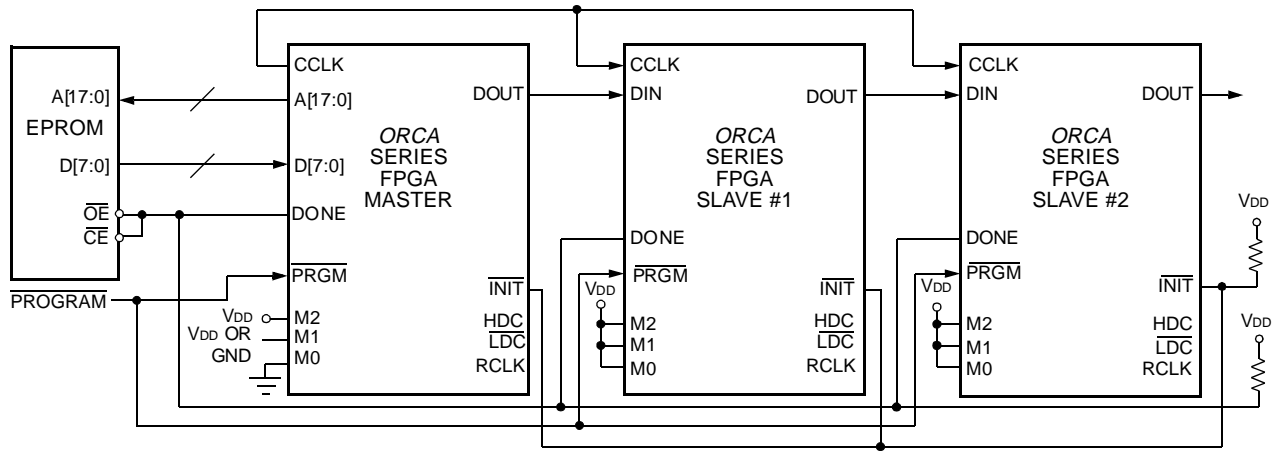 A[17:0]
EPROM
D[7:0]
OE
CE
PROGRAM
CCLK
A[17:0]
DOUT
ORCA
SERIES
FPGA
MASTER
D[7:0]
DONE
PRGM
INIT
VDD
M2
HDC
VDD OR
M1
LDC
GND
M0
RCLK
CCLK
DIN
DOUT
ORCA
SERIES
FPGA
SLAVE #1
DONE
PRGM
VDD
INIT
M2
HDC
M1
LDC
M0
RCLK
CCLK
DIN
DOUT
ORCA
SERIES
FPGA
SLAVE #2
DONE
PRGM
VDD
INIT
M2
HDC
M1
LDC
M0
RCLK
VDD
VDD